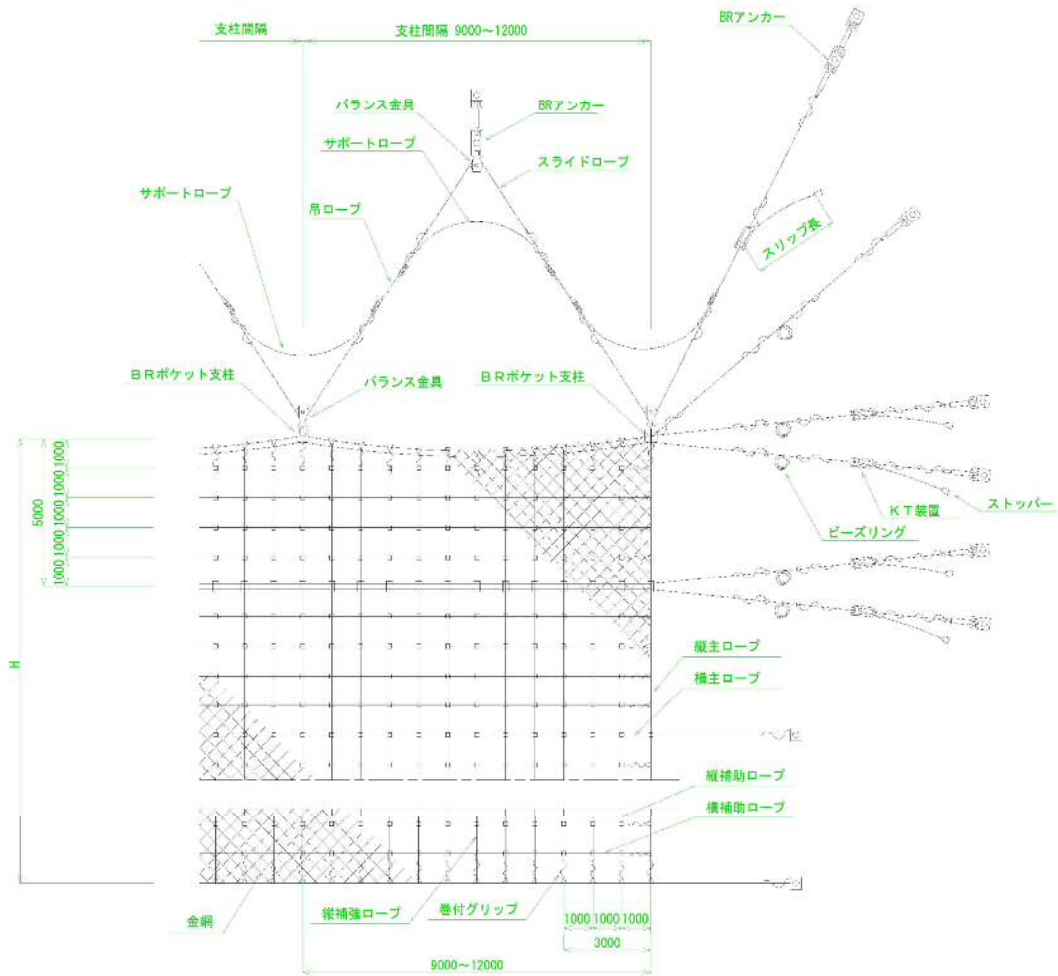 支柱間隔
支柱間隔 9000～12000
BRアンカー
バランス金具
BRアンカー
サポートロープ
スライドロープ
サポートロープ
吊ロープ
スリップ長
BRポケット支柱
バランス金具
BRポケット支柱
1000
1000
1000
1000
1000
5000
H
KT装置
ストッパー
ビーズリング
縦主ロープ
横主ロープ
縦補助ロープ
横補助ロープ
金網
縦補強ロープ
巻付グリップ
1000 1000 1000
3000
9000～12000